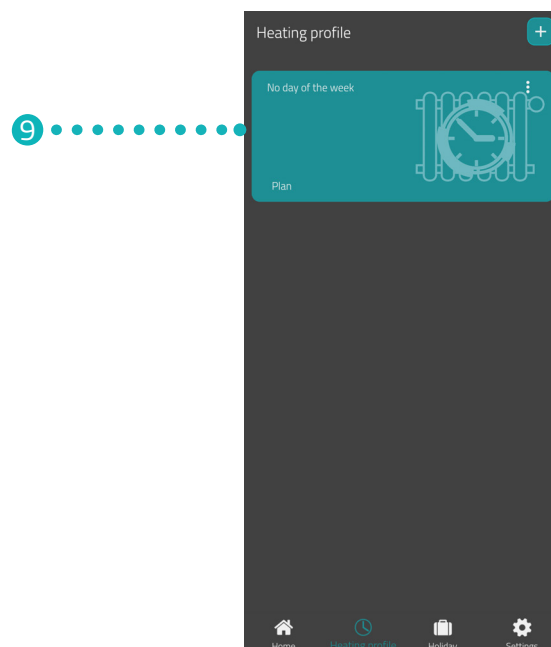 Heating profile
+
No day of the week
9
Plan
Home Heating profile Holiday Settings